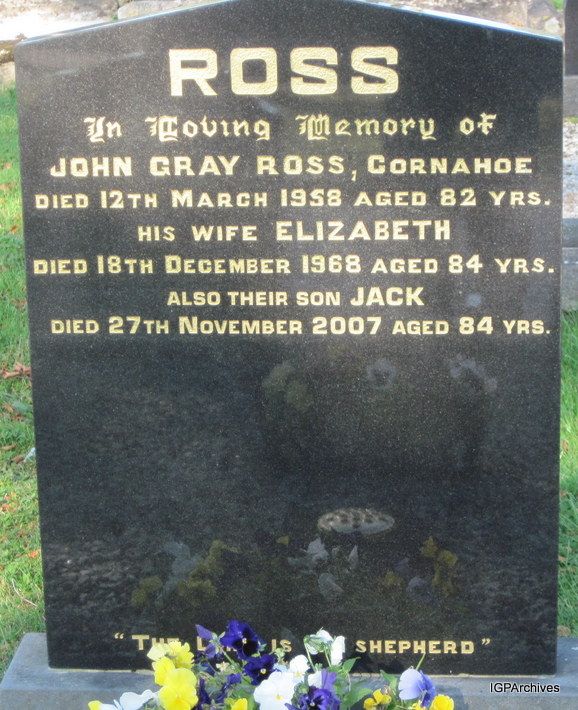 ROSS
In Loving Memory of
JOHN GRAY ROSS, CORNAHOE
DIED 12TH MARCH 1958 AGED 82 YRS.
HIS WIFE ELIZABETH
DIED 18TH DECEMBER 1968 AGED 84 YRS.
ALSO THEIR SON JACK
DIED 27TH NOVEMBER 2007 AGED 84 YRS.
"THE IS SHEPHERD"
IGPArchives